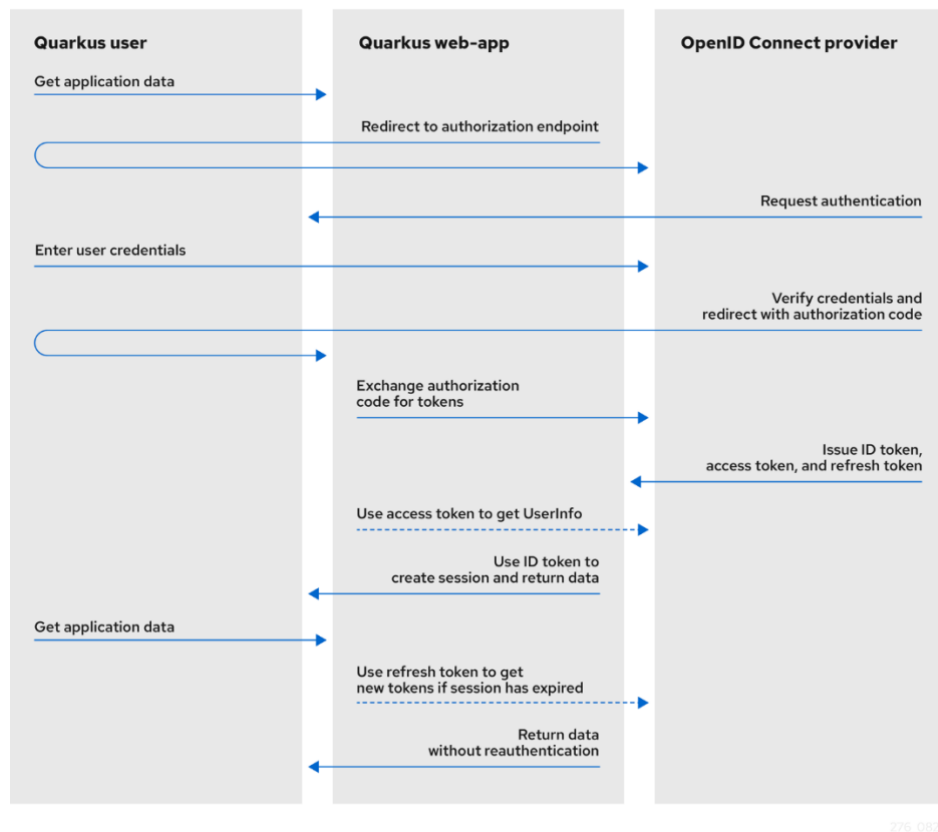 Quarkus user
Quarkus web-app
OpenID Connect provider
Get application data
Redirect to authorization endpoint
Request authentication
Enter user credentials
Verify credentials and
redirect with authorization code
Exchange authorization
code for tokens
Issue ID token,
access token, and refresh token
Use access token to get UserInfo
Use ID token to
create session and return data
Get application data
Use refresh token to get
new tokens if session has expired
Return data
without reauthentication
276_082